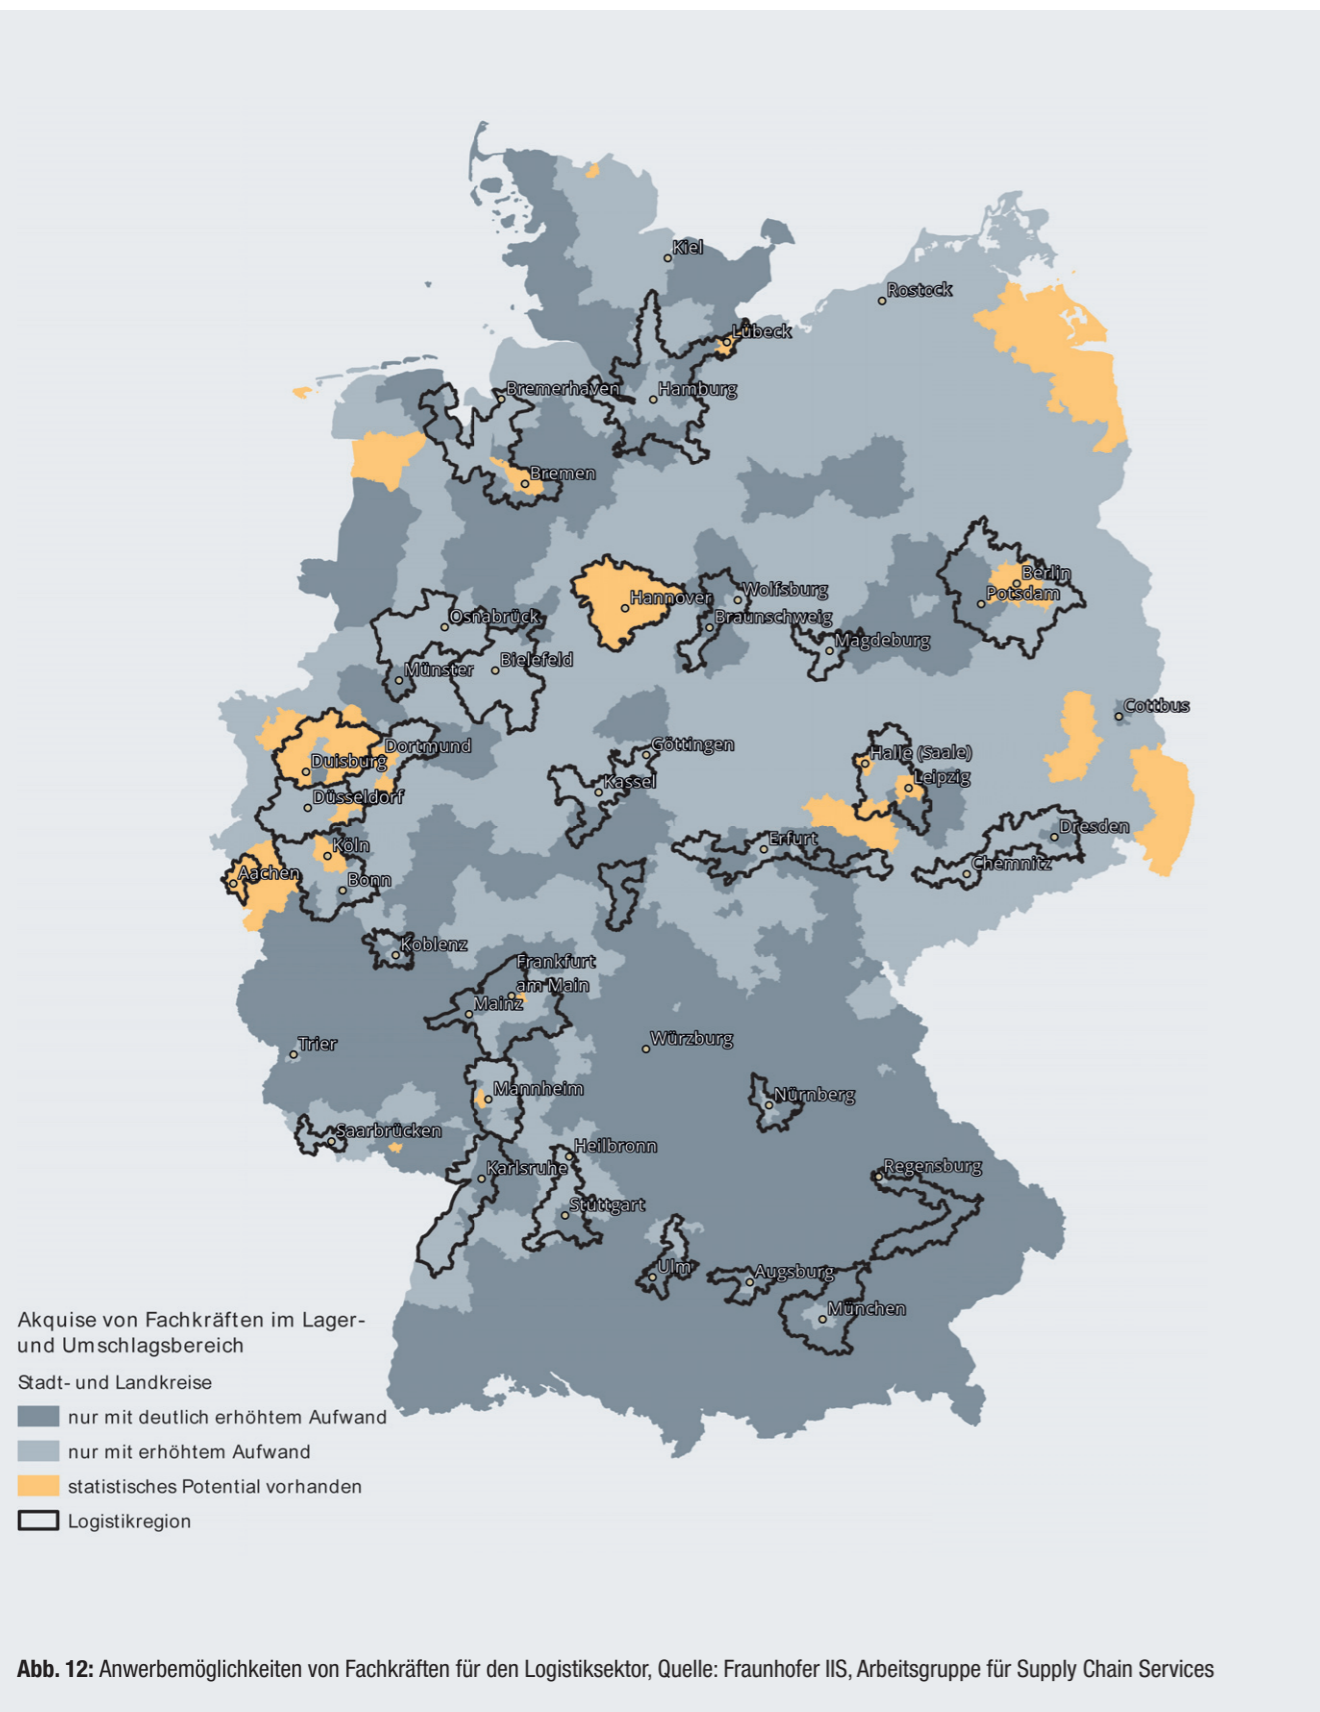 Kiel
Rostock
Lübeck
Bremerhaven
Hamburg
Bremen
Berlin
Potsdam
Hannover
Wolfsburg
Braunschweig
Magdeburg
Osnabrück
Münster
Bielefeld
Cottbus
Dortmund
Duisburg
Göttingen
Halle (Saale)
Kassel
Leipzig
Düsseldorf
Dresden
Köln
Erfurt
Aachen
Bonn
Chemnitz
Koblenz
Frankfurt
am Main
Mainz
Trier
Würzburg
Mannheim
Nürnberg
Saarbrücken
Heilbronn
Karlsruhe
Regensburg
Stuttgart
Ulm
Augsburg
München
Akquise von Fachkräften im Lager-
und Umschlagsbereich
Stadt- und Landkreise
nur mit deutlich erhöhtem Aufwand
nur mit erhöhtem Aufwand
statistisches Potential vorhanden
Logistikregion
Abb. 12: Anwerbemöglichkeiten von Fachkräften für den Logistiksektor, Quelle: Fraunhofer IIS, Arbeitsgruppe für Supply Chain Services